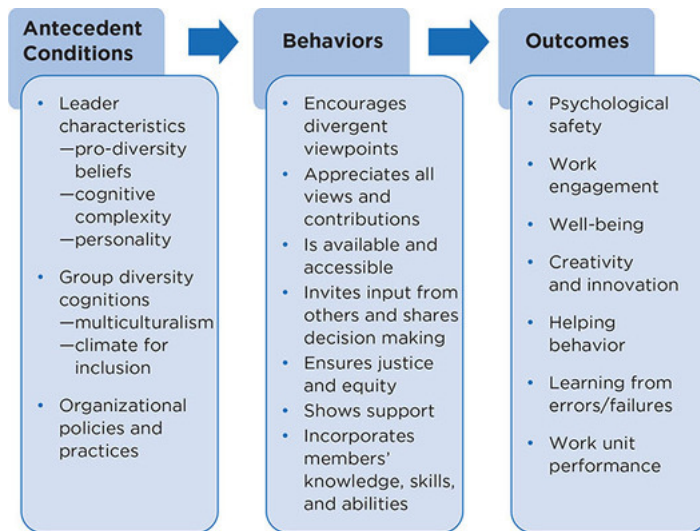 Antecedent
Conditions
• Leader
characteristics
—pro-diversity
beliefs
—cognitive
complexity
—personality
• Group diversity
cognitions
—multiculturalism
—climate for
inclusion
• Organizational
policies and
practices
Behaviors
• Encourages
divergent
viewpoints
• Appreciates all
views and
contributions
• Is available and
accessible
• Invites input from
others and shares
decision making
• Ensures justice
and equity
• Shows support
• Incorporates
members’
knowledge, skills,
and abilities
Outcomes
• Psychological
safety
• Work
engagement
• Well-being
• Creativity
and innovation
• Helping
behavior
• Learning from
errors/failures
• Work unit
performance